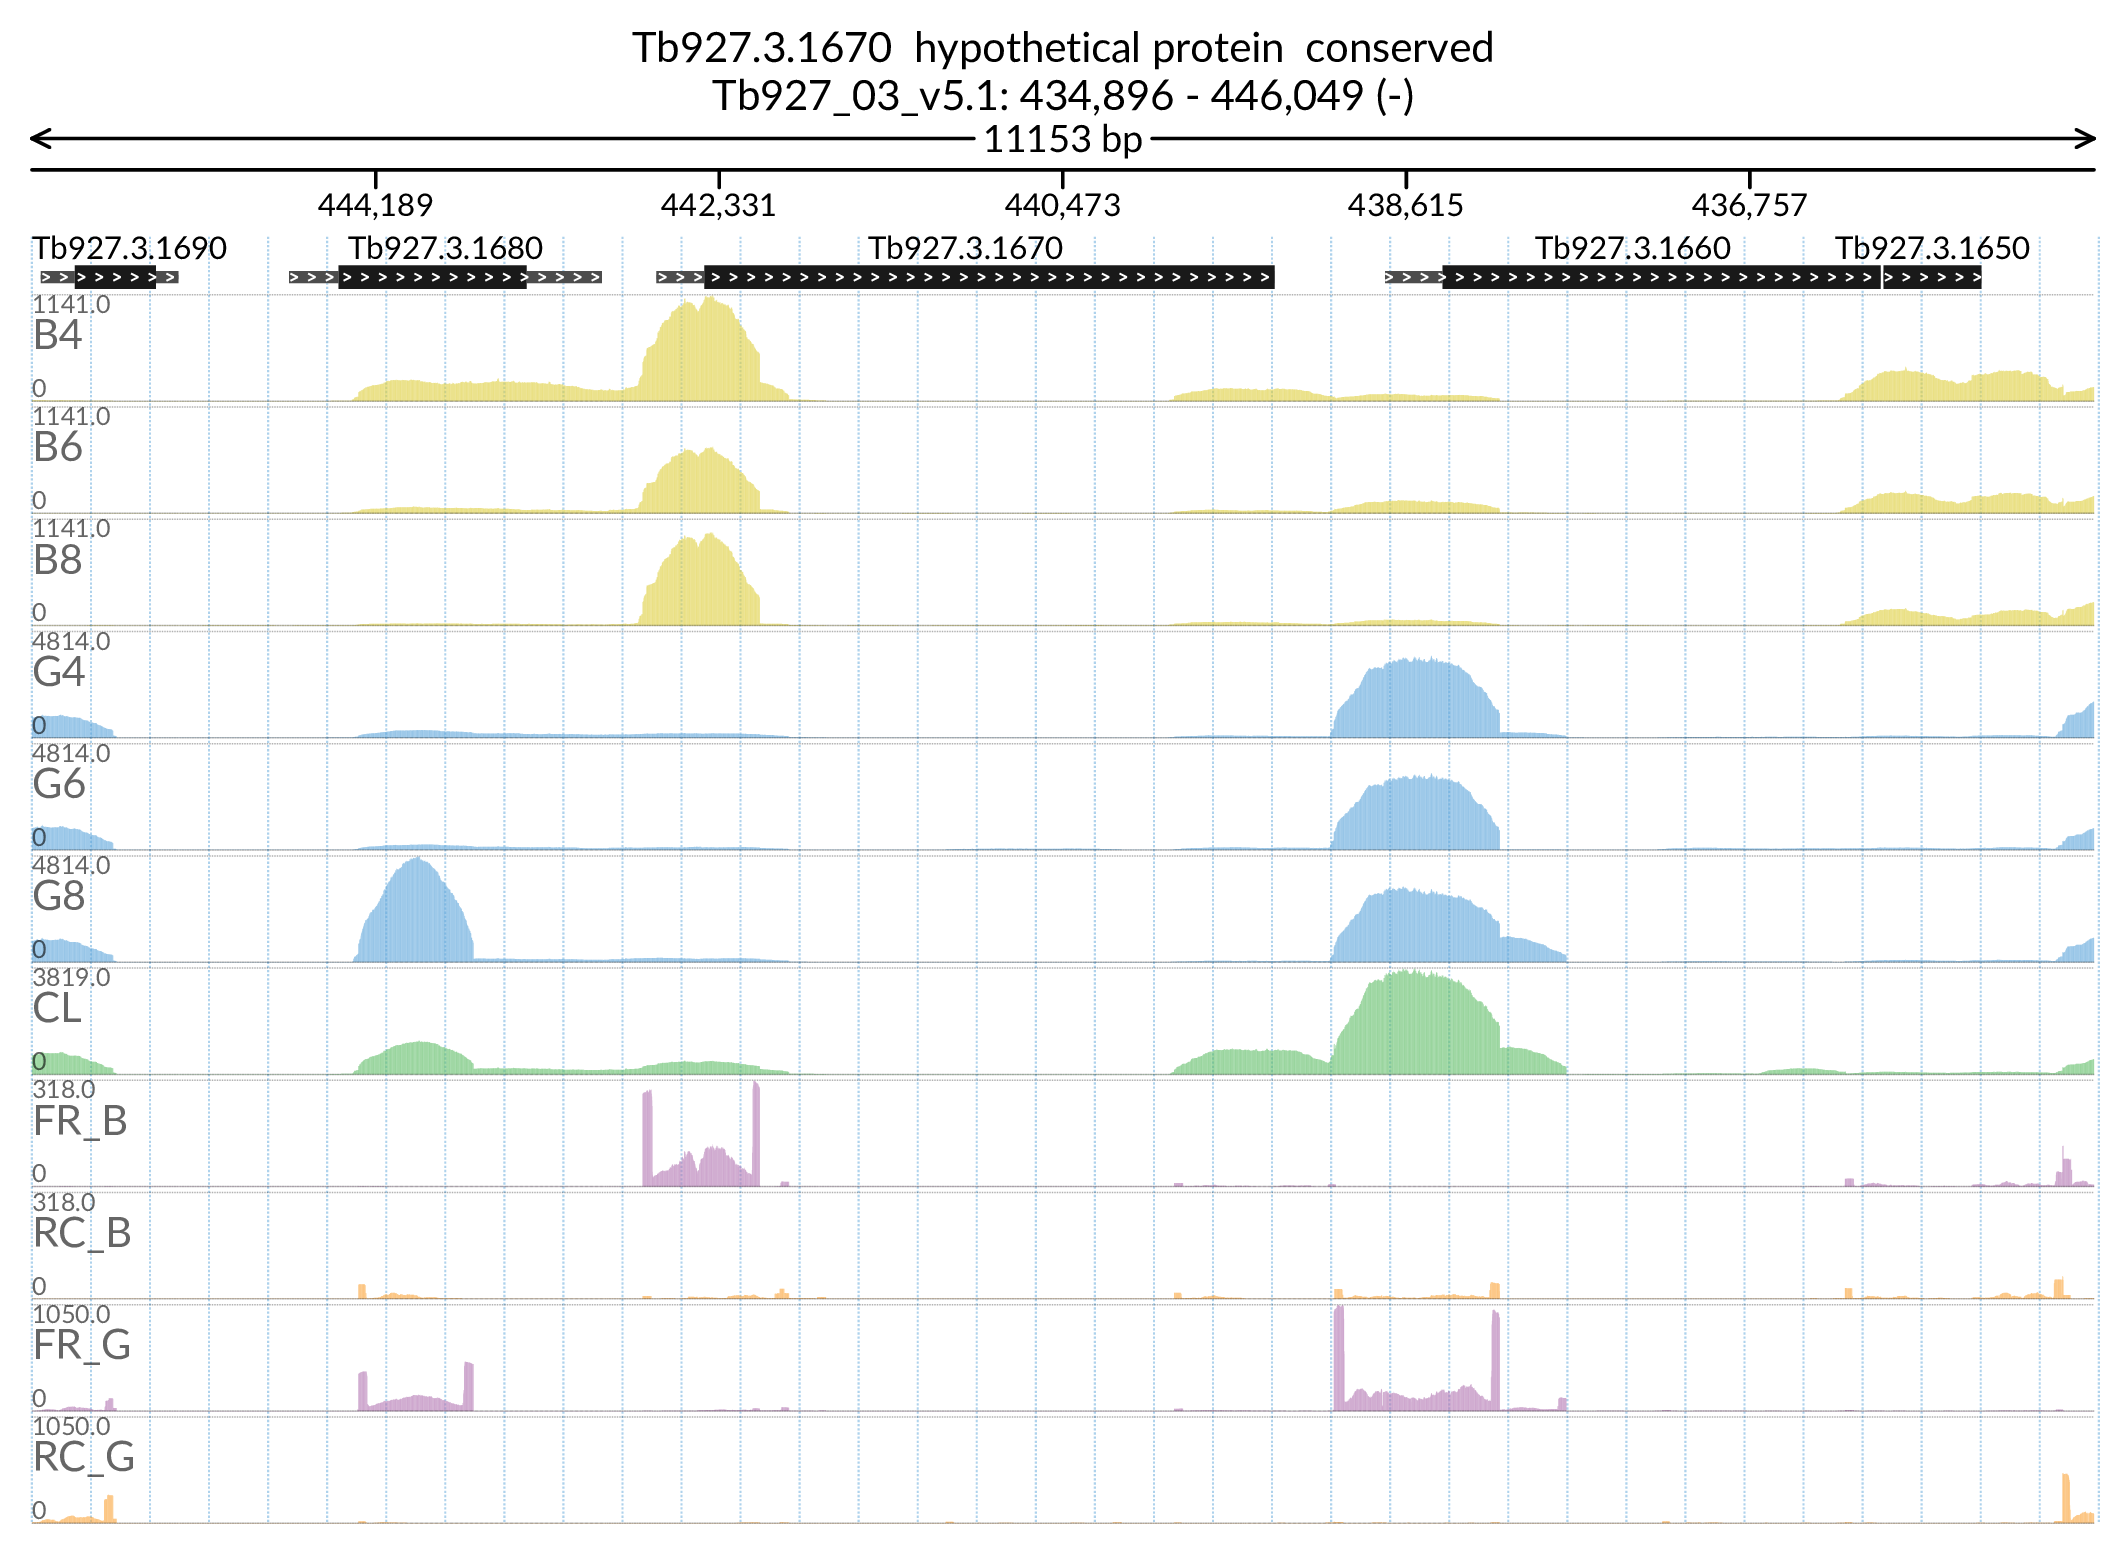 Tb927.3.1670 hypothetical protein conserved
Tb927_03_v5.1: 434,896 - 446,049 (-)
11153 bp
444,189 442,331 440,473 438,615 436,757
Tb927.3.1690 Tb927.3.1680 Tb927.3.1670 Tb927.3.1660 Tb927.3.1650
1141.0
B4
0
1141.0
B6
0
1141.0
B8
0
4814.0
G4
0
4814.0
G6
0
4814.0
G8
0
3819.0
CL
0
318.0
FR_B
0
318.0
RC_B
0
1050.0
FR_G
0
1050.0
RC_G
0